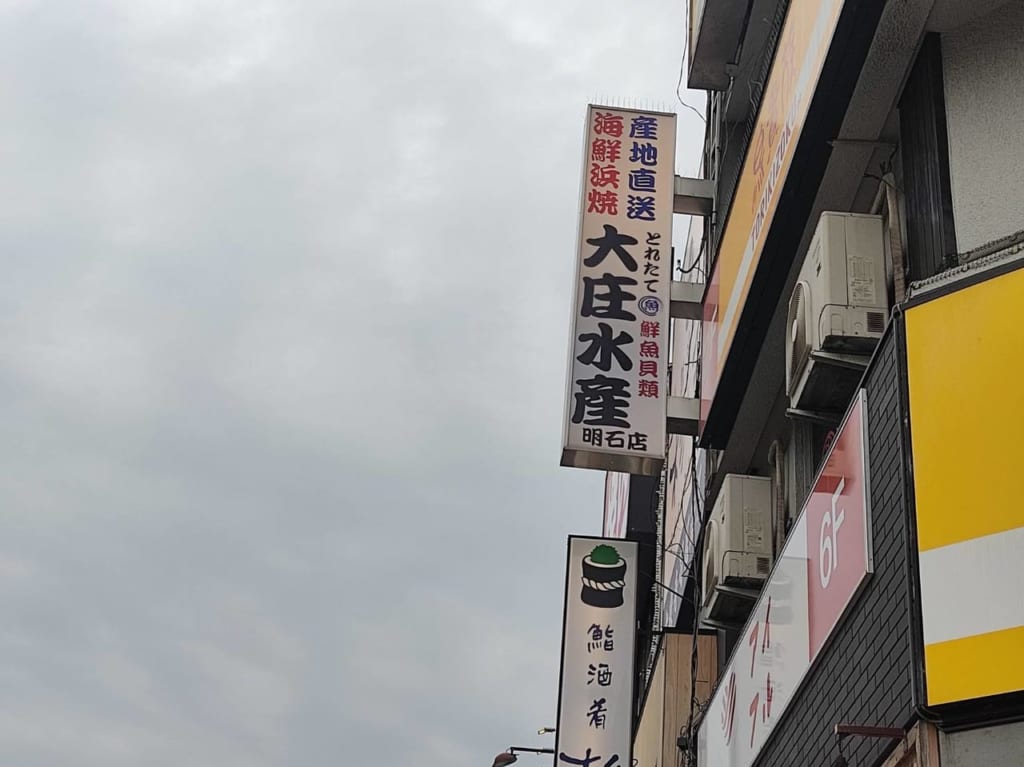 産地直送
海鮮浜焼
とれたて魚鮮魚貝類
大庄水産
明石店
鮨
酒
肴
6F